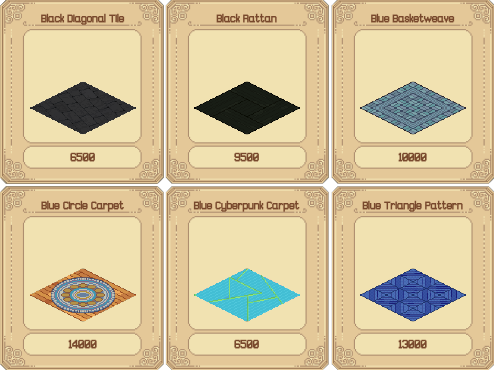 Black Diagonal Tile
6500
Black Rattan
9500
Blue Basketweave
10000
Blue Circle Carpet
14000
Blue Cyberpunk Carpet
6500
Blue Triangle Pattern
13000